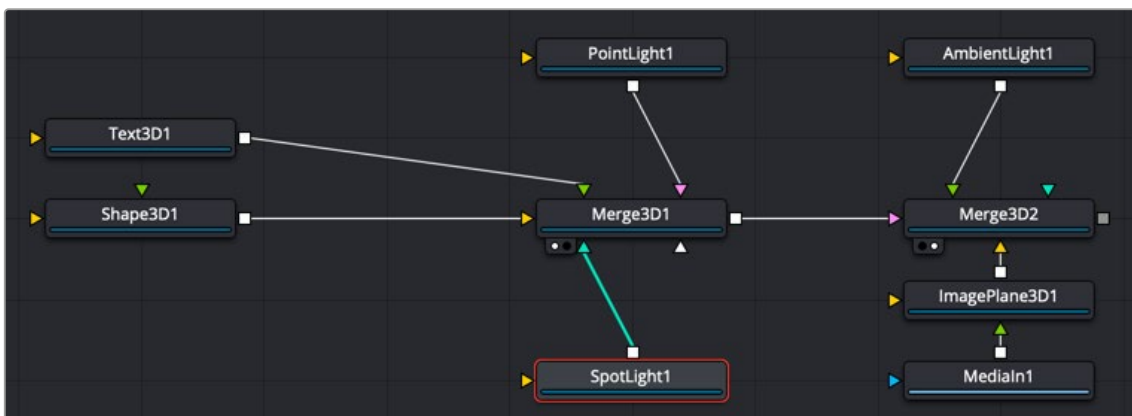 PointLight1
AmbientLight1
Text3D1
Shape3D1
Merge3D1
Merge3D2
ImagePlane3D1
SpotLight1
MediaIn1